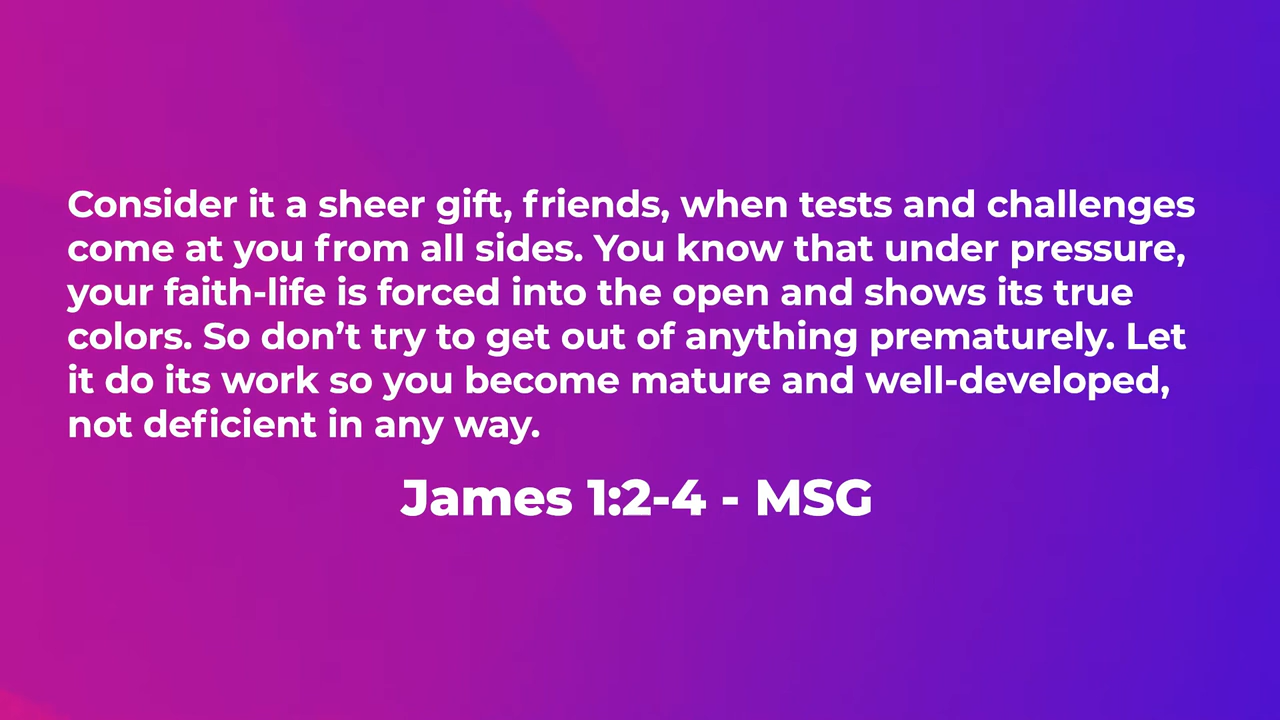 Consider it a sheer gift, friends, when tests and challenges
come at you from all sides. You know that under pressure,
your faith-life is forced into the open and shows its true
colors. So don’t try to get out of anything prematurely. Let
it do its work so you become mature and well-developed,
not deficient in any way.
James 1:2-4 - MSG